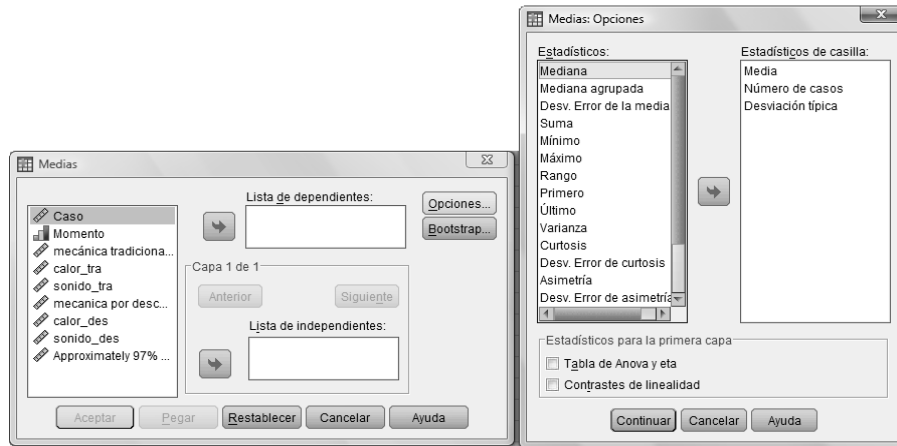 Medias
Caso
Momento
mecánica tradiciona...
calor_tra
sonido_tra
mecanica por desc...
calor_des
sonido_des
Approximately 97% ...
Lista de dependientes:
Opciones...
Bootstrap...
Capa 1 de 1
Anterior
Siguiente
Lista de independientes:
Aceptar
Pegar
Restablecer
Cancelar
Ayuda
Medias: Opciones
Estadísticos:
Mediana
Mediana agrupada
Desv. Error de la media
Suma
Mínimo
Máximo
Rango
Primero
Último
Varianza
Curtosis
Desv. Error de curtosis
Asimetría
Desv. Error de asimetría
Estadísticos de casilla:
Media
Número de casos
Desviación típica
Estadísticos para la primera capa
Tabla de Anova y eta
Contrastes de linealidad
Continuar
Cancelar
Ayuda